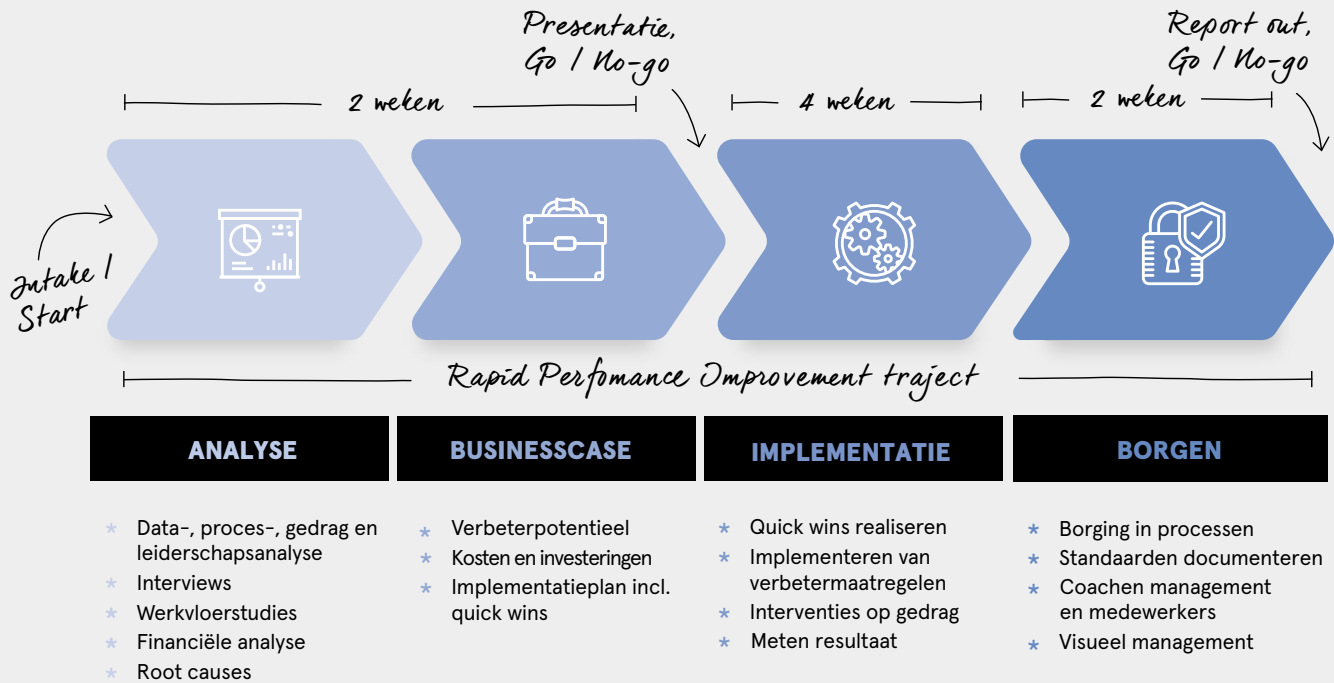 Presentatie,
Go / No-go
Report out,
Go / No-go
2 weken
4 weken
2 weken
Intake /
Start
Rapid Perfomance Improvement traject
ANALYSE
BUSINESSCASE
IMPLEMENTATIE
BORGEN
* Data-, proces-, gedrag en
leiderschapsanalyse
* Interviews
* Werkvloerstudies
* Financiële analyse
* Root causes
* Verbeterpotentieel
* Kosten en investeringen
* Implementatieplan incl.
quick wins
* Quick wins realiseren
* Implementeren van
verbetermaatregelen
* Interventies op gedrag
* Meten resultaat
* Borging in processen
* Standaarden documenteren
* Coachen management
en medewerkers
* Visueel management